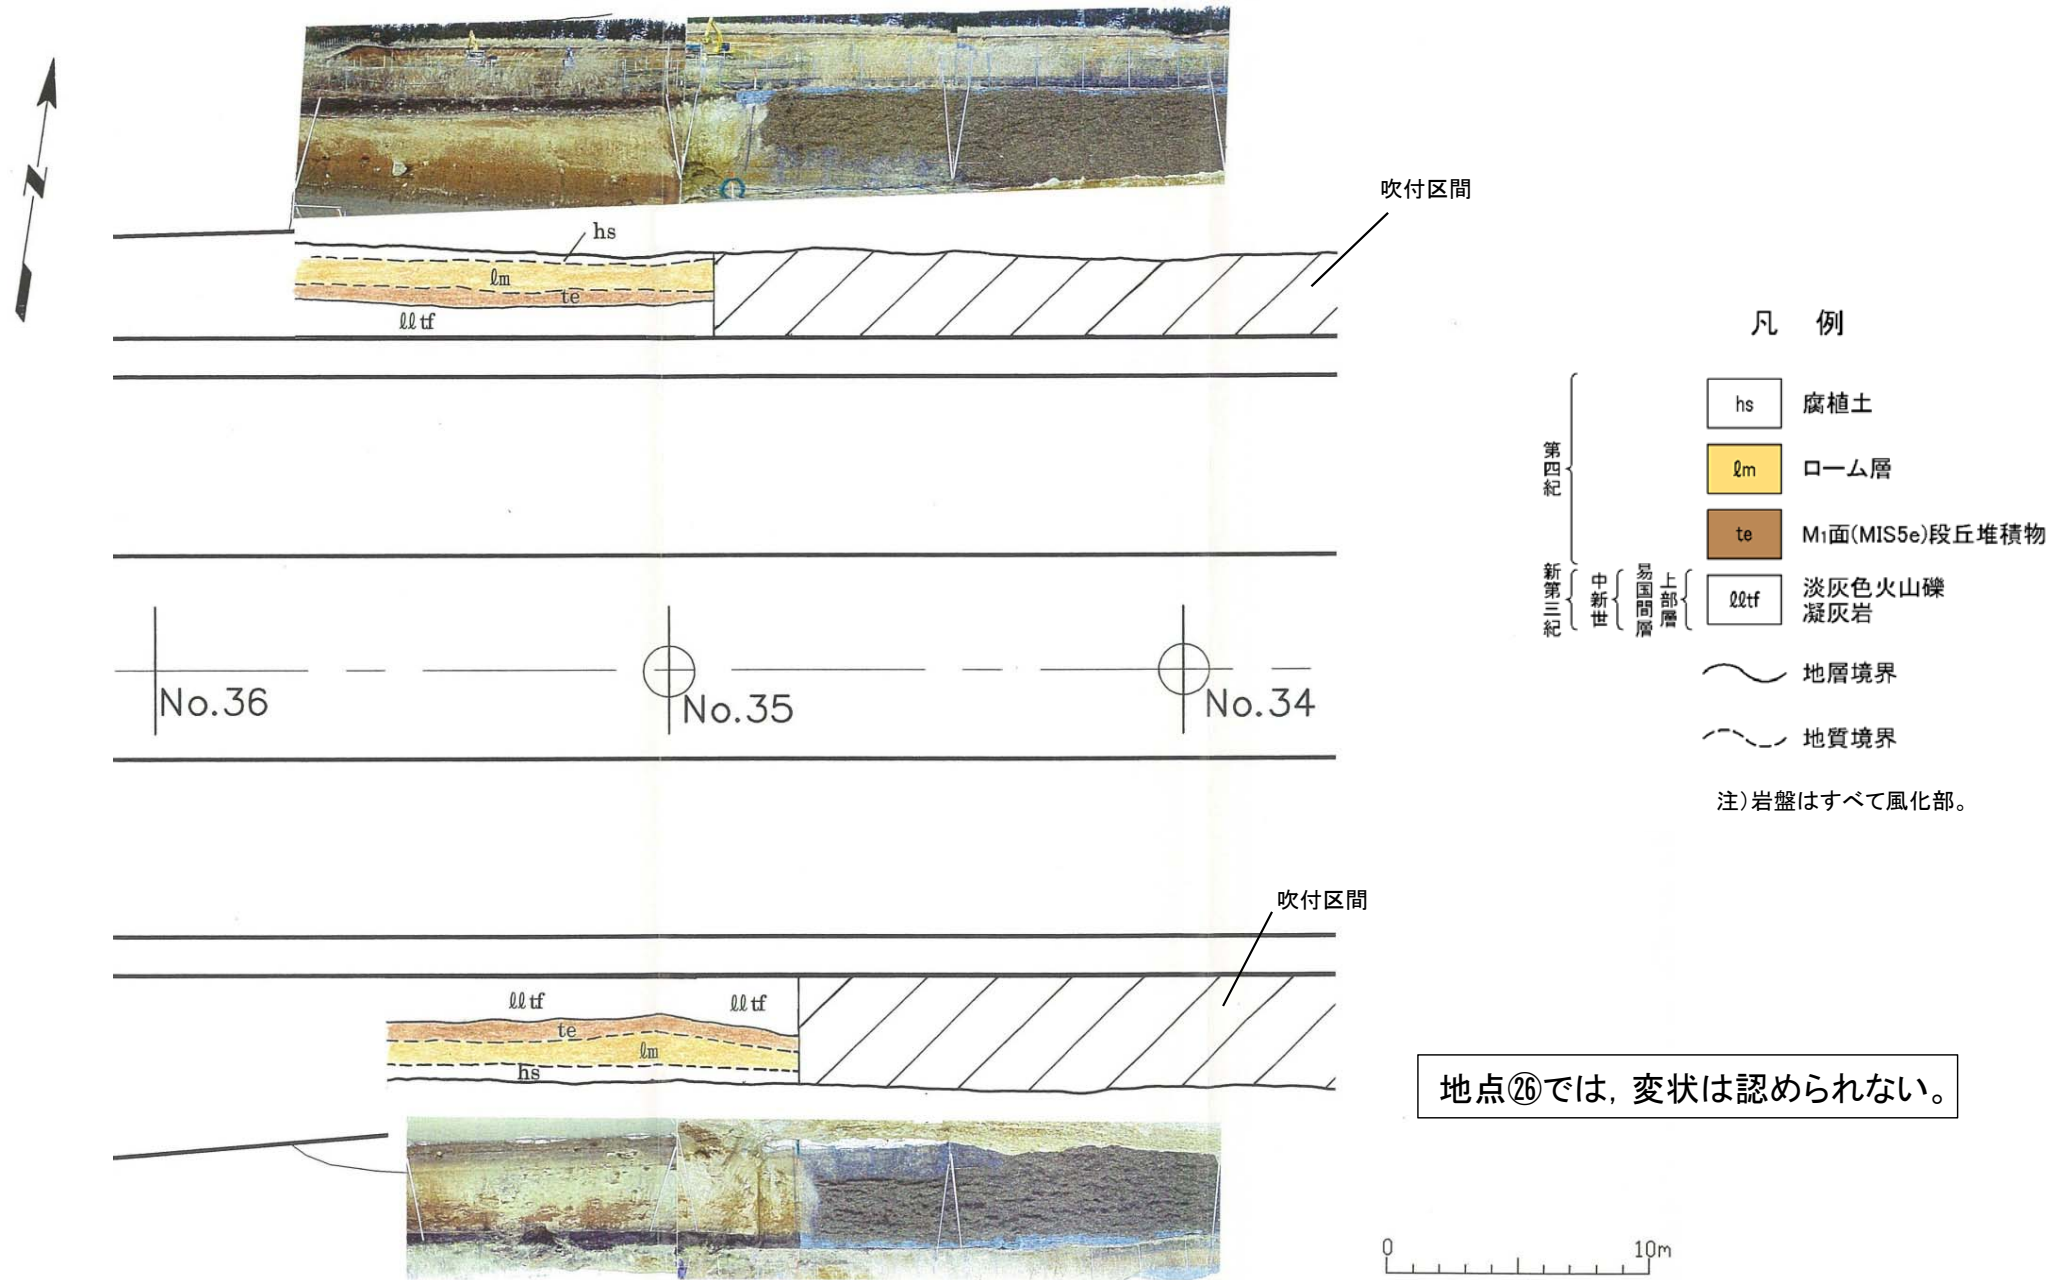 N
吹付区間
hs
ℓm
te
ℓℓtf
凡 例
hs 腐植土
ℓm ローム層
te M₁面(MIS5e)段丘堆積物
ℓℓtf 淡灰色火山礫
凝灰岩
第四紀
新第三紀
中新世
易国間層
上部層
地層境界
地質境界
注)岩盤はすべて風化部。
No.36
No.35
No.34
吹付区間
ℓℓtf
ℓℓtf
te
ℓm
hs
地点㉖では，変状は認められない。
0 10m